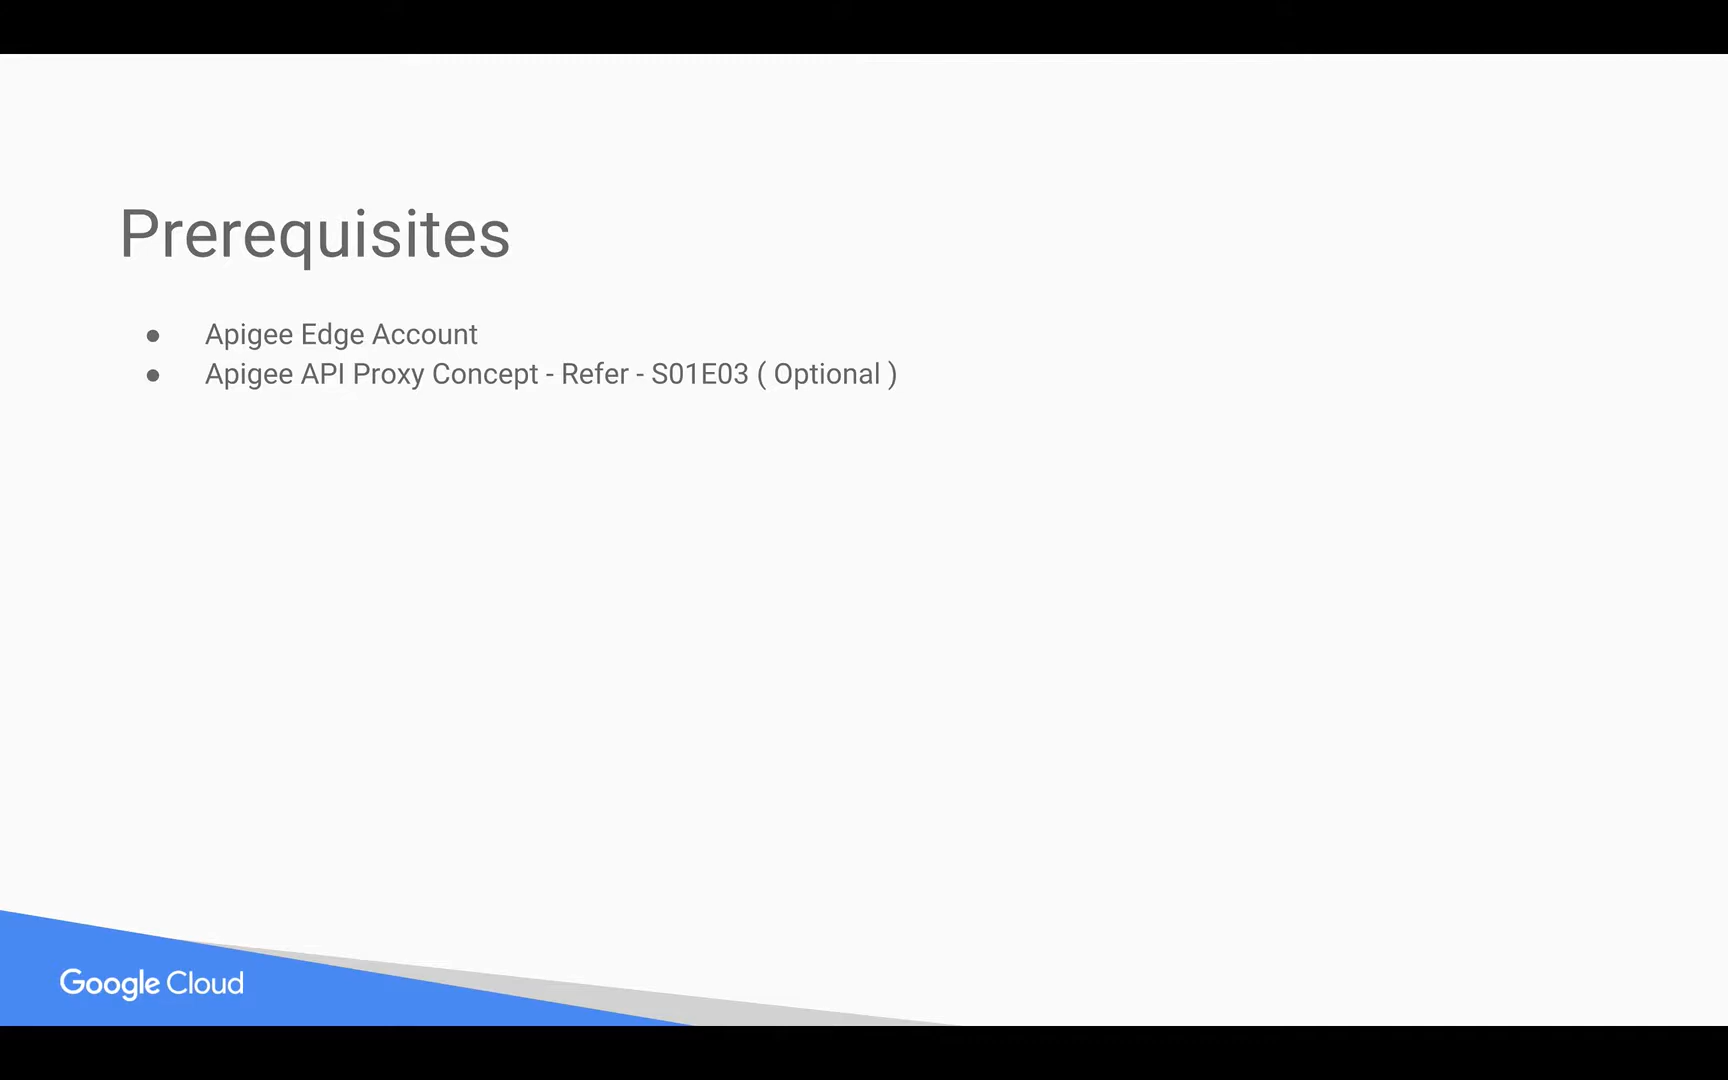 Prerequisites
● Apigee Edge Account
● Apigee API Proxy Concept - Refer - S01E03 ( Optional )
Google Cloud